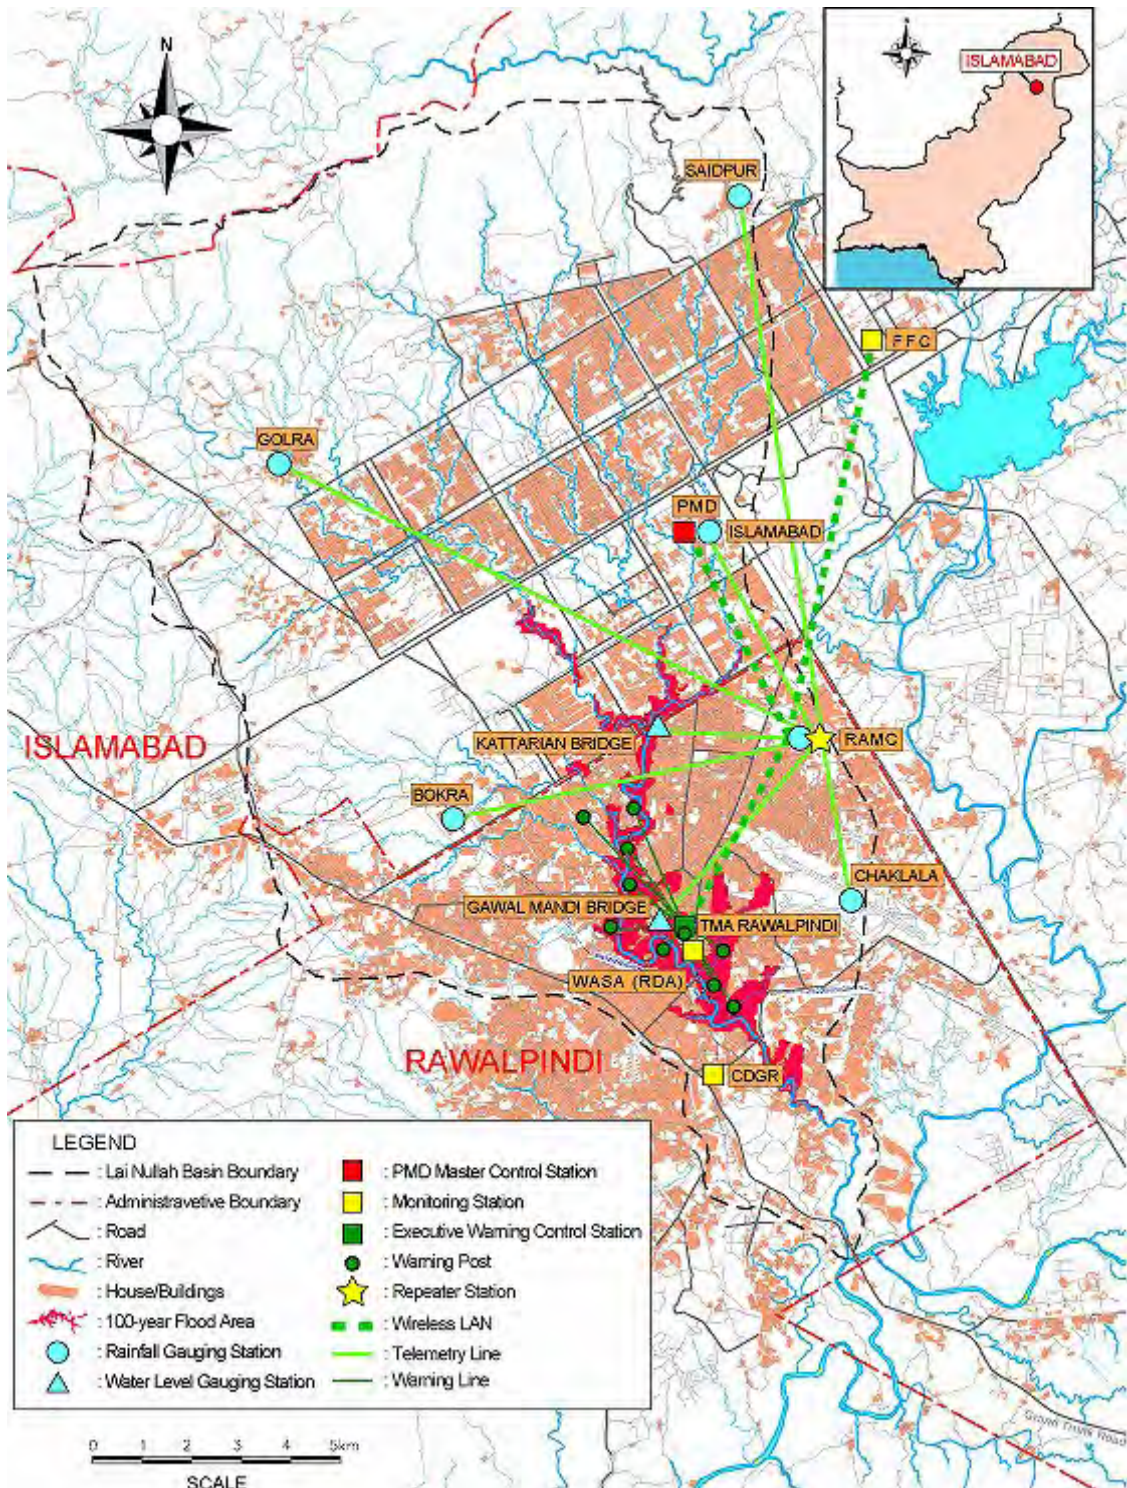 N
ISLAMABAD
SAIDPUR
FFC
GOLRA
PMD
ISLAMABAD
ISLAMABAD
KATTARIAN BRIDGE
RAMC
BOKRA
CHAKLALA
GAWAL MANDI BRIDGE
TMA RAWALPINDI
WASA (RDA)
RAWALPINDI
CDGR
LEGEND
: Lai Nullah Basin Boundary
: Administravetive Boundary
: Road
: River
: House/Buildings
: 100-year Flood Area
: Rainfall Gauging Station
: Water Level Gauging Station
: PMD Master Control Station
: Monitoring Station
: Executive Warning Control Station
: Warning Post
: Repeater Station
: Wireless LAN
: Telemetry Line
: Warning Line
Grand Trunk Road
0 1 2 3 4 5km
SCALE